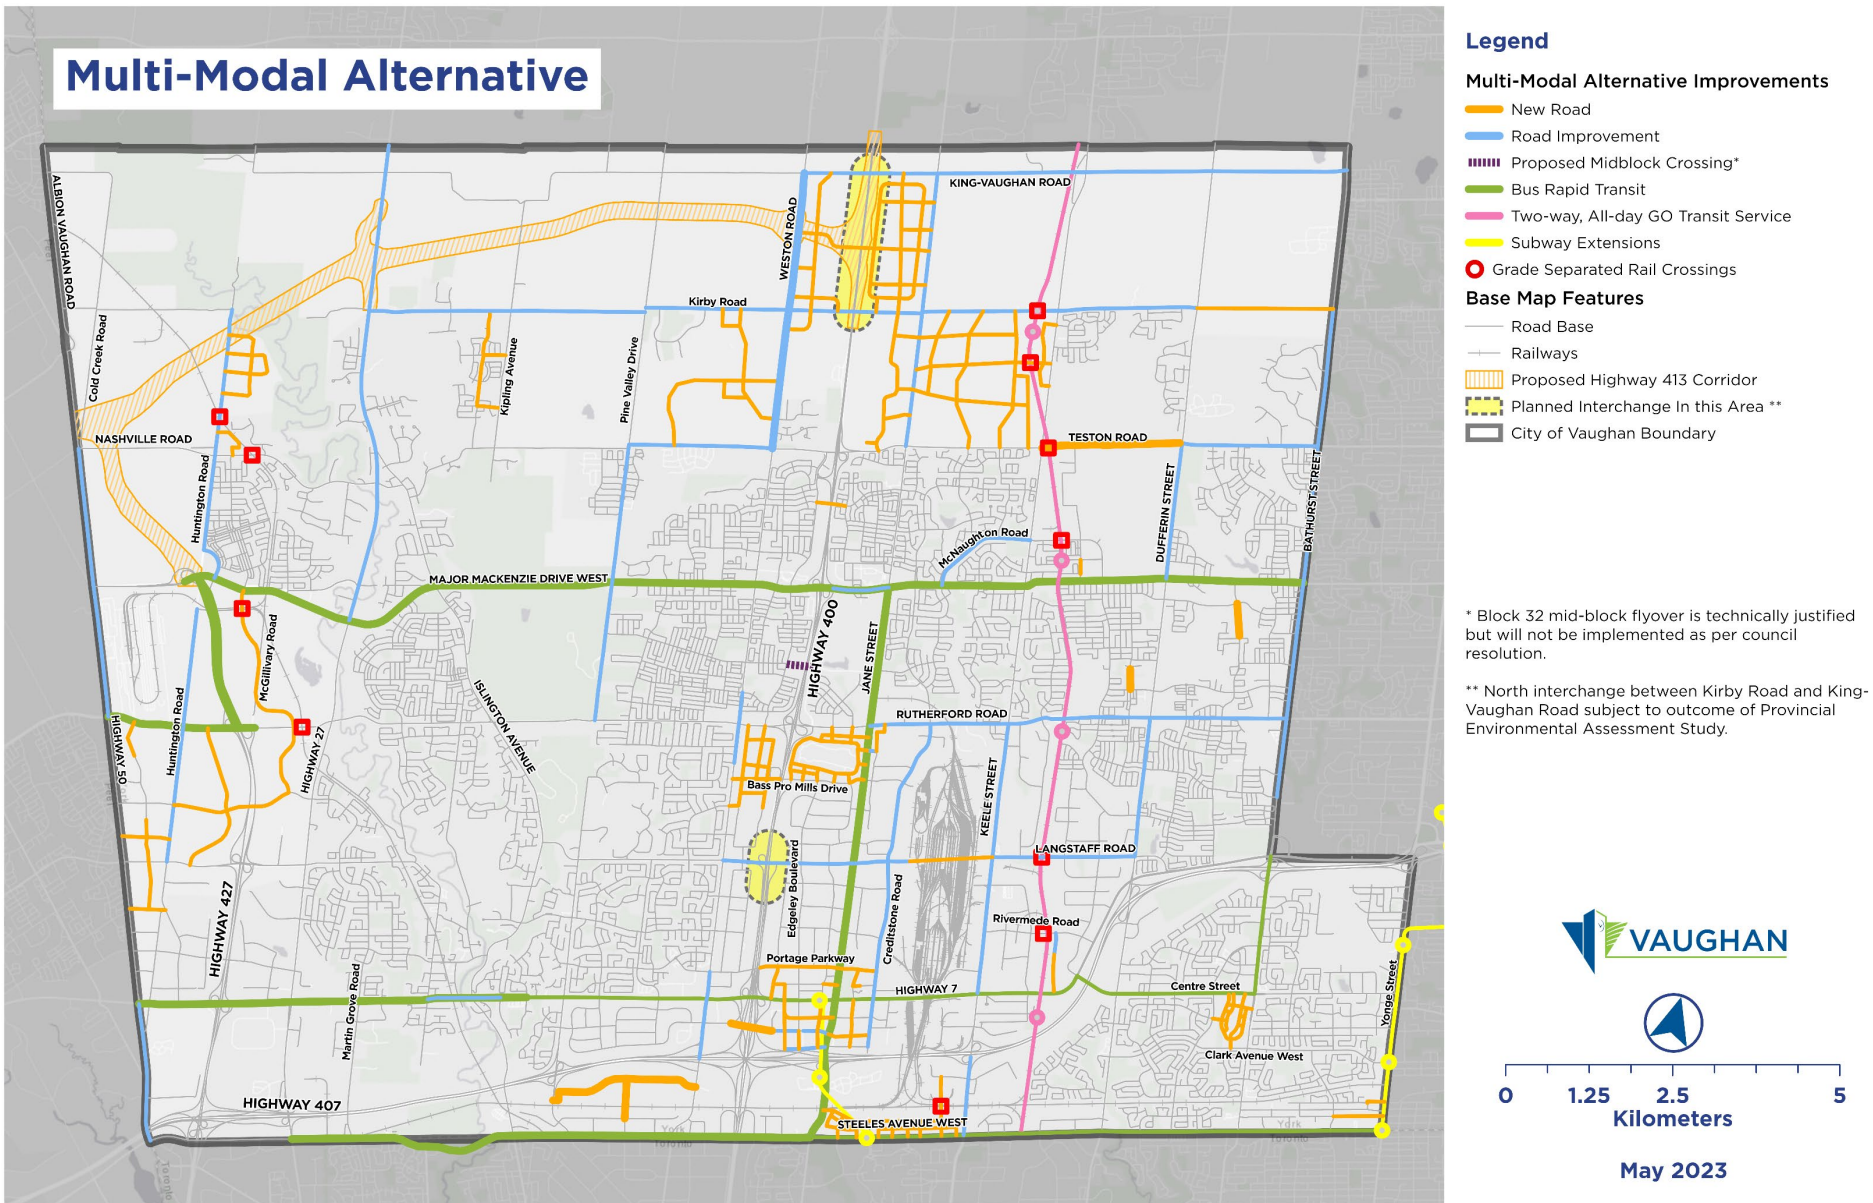 Multi-Modal Alternative
KING-VAUGHAN ROAD
ALBION VAUGHAN ROAD
WESTON ROAD
Kirby Road
Cold Creek Road
Kipling Avenue
Pine Valley Drive
NASHVILLE ROAD
TESTON ROAD
Huntington Road
DUFFERIN STREET
BATHURST STREET
McNaughton Road
MAJOR MACKENZIE DRIVE WEST
HIGHWAY 400
McGillivary Road
JANE STREET
ISLINGTON AVENUE
Huntington Road
RUTHERFORD ROAD
HIGHWAY 50
HIGHWAY 27
Bass Pro Mills Drive
KEELE STREET
LANGSTAFF ROAD
Edgeley Boulevard
Creditstone Road
HIGHWAY 427
Rivermede Road
Portage Parkway
Martin Grove Road
HIGHWAY 7
Centre Street
Yonge Street
Clark Avenue West
HIGHWAY 407
STEELES AVENUE WEST
York
Toronto
York
Toronto
Toronto
Legend
Multi-Modal Alternative Improvements
New Road
Road Improvement
Proposed Midblock Crossing*
Bus Rapid Transit
Two-way, All-day GO Transit Service
Subway Extensions
Grade Separated Rail Crossings
Base Map Features
Road Base
Railways
Proposed Highway 413 Corridor
Planned Interchange In this Area **
City of Vaughan Boundary
* Block 32 mid-block flyover is technically justified
but will not be implemented as per council
resolution.
** North interchange between Kirby Road and King-
Vaughan Road subject to outcome of Provincial
Environmental Assessment Study.
VAUGHAN
0 1.25 2.5 5
Kilometers
May 2023